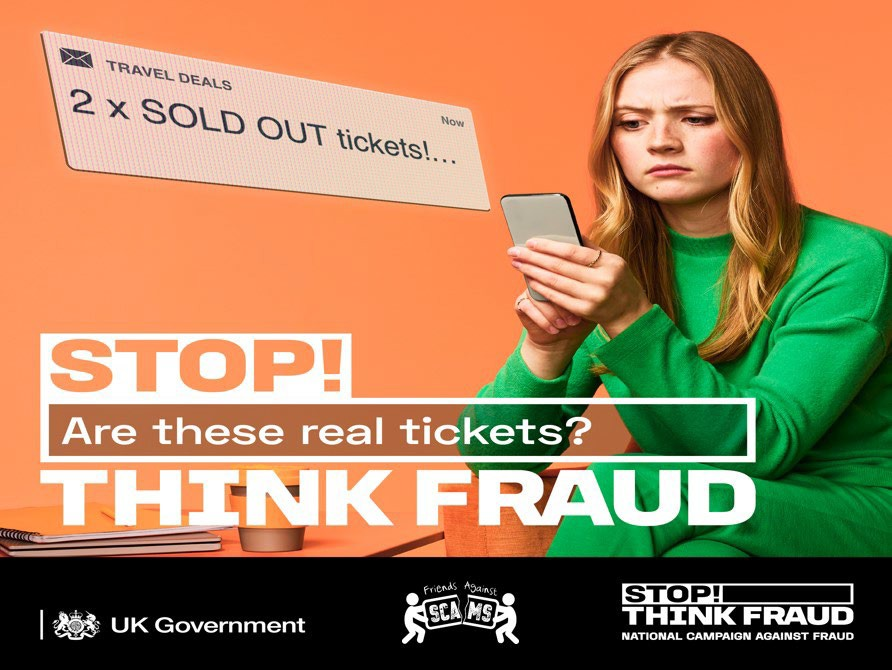 TRAVEL DEALS
Now
2 x SOLD OUT tickets!...
STOP!
Are these real tickets?
THINK FRAUD
UK Government
Friends Against
SCAMS
STOP!
THINK FRAUD
NATIONAL CAMPAIGN AGAINST FRAUD